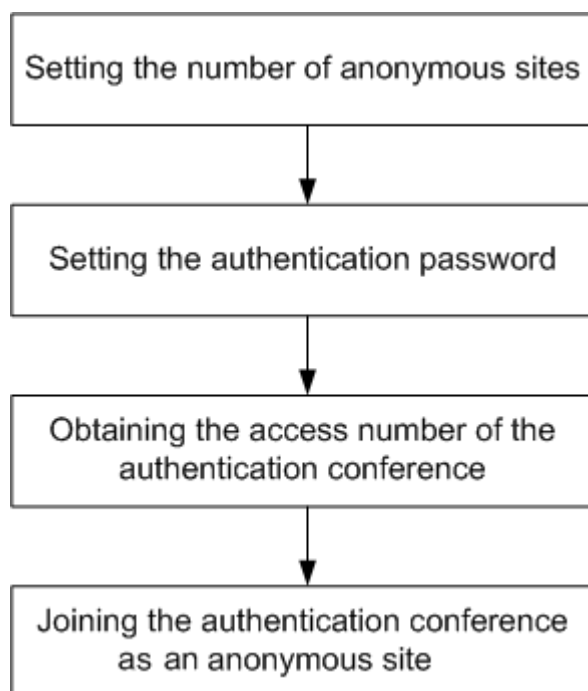 Setting the number of anonymous sites
Setting the authentication password
Obtaining the access number of the
authentication conference
Joining the authentication conference
as an anonymous site